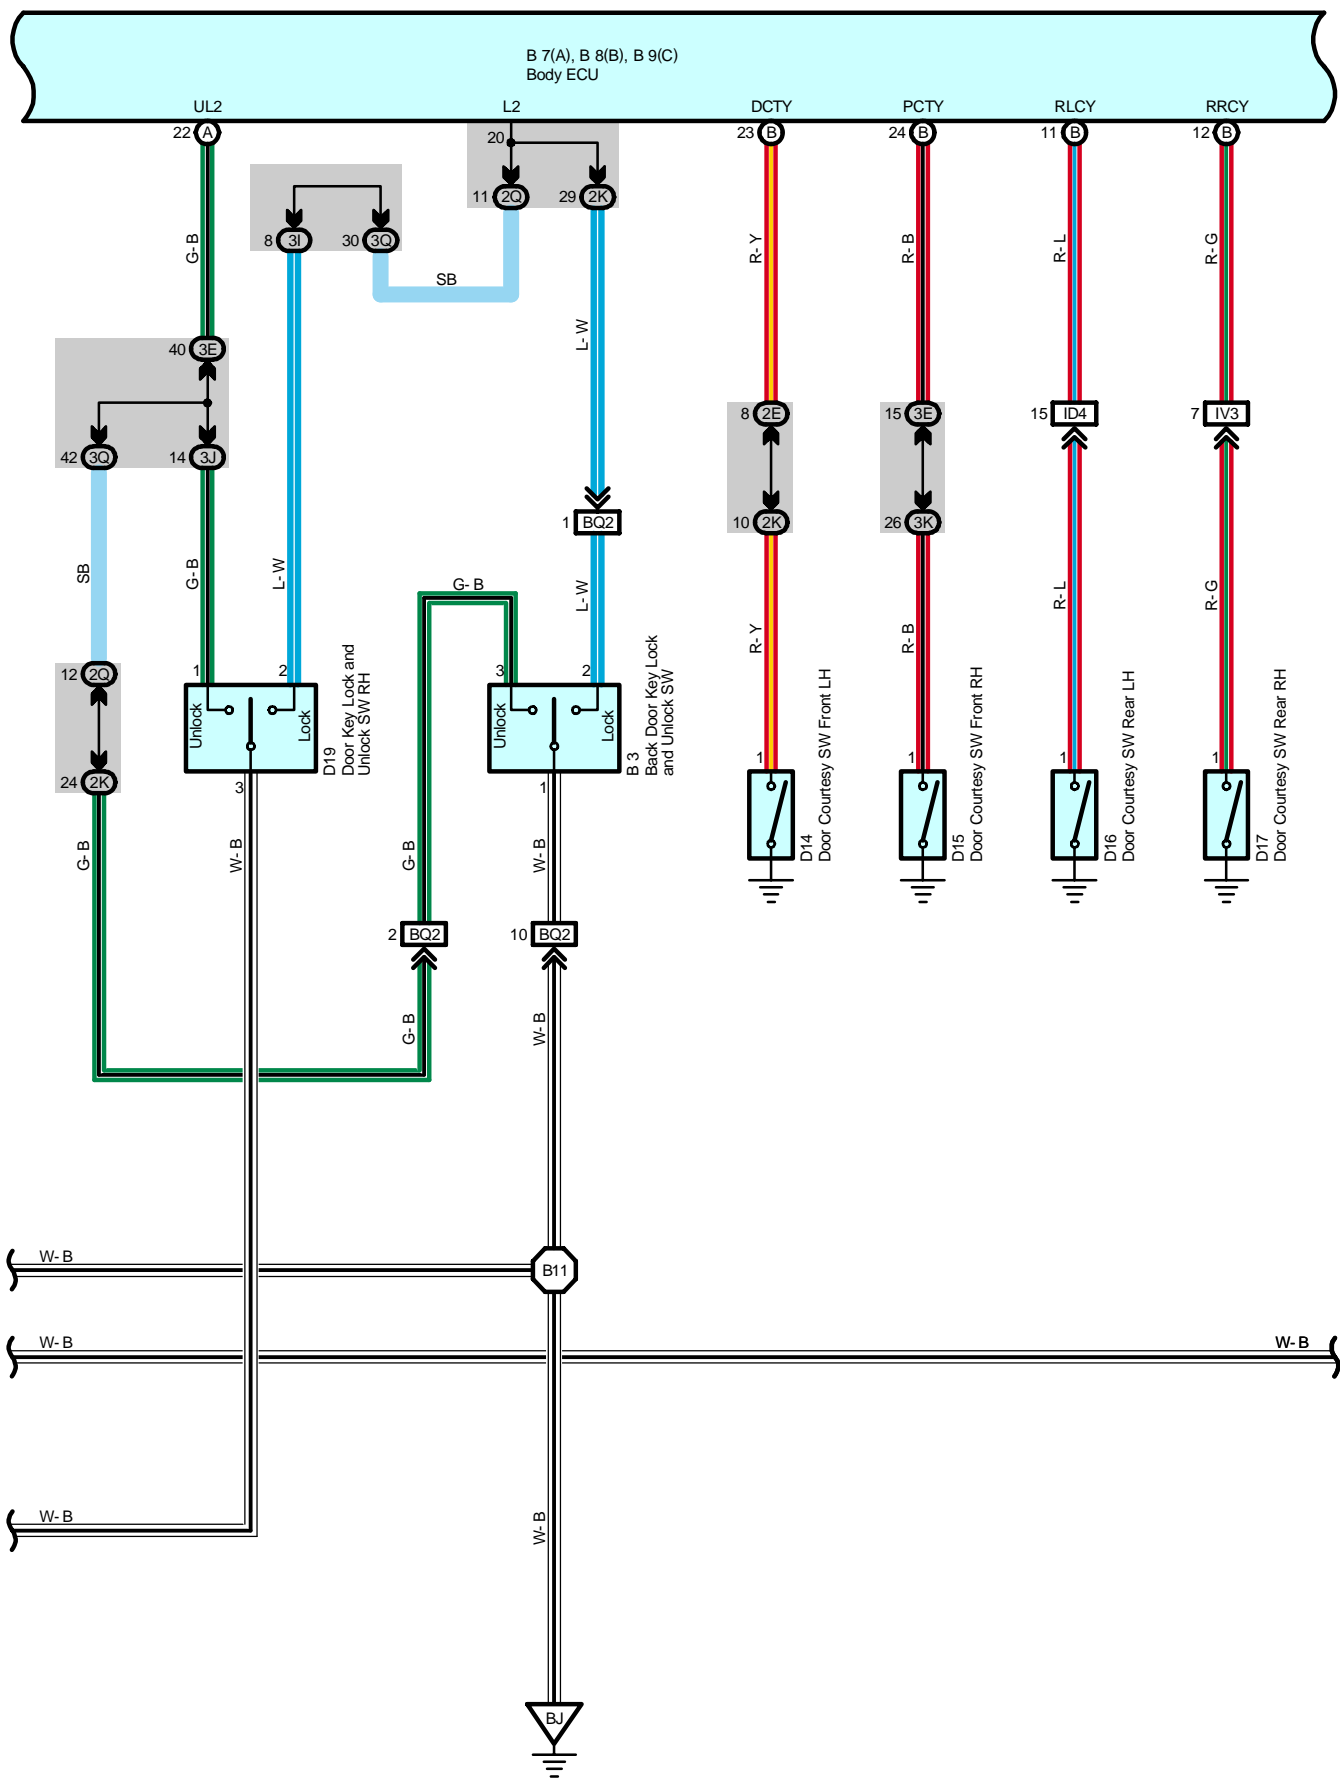 B 7(A), B 8(B), B 9(C)
Body ECU
UL2
L2
DCTY
PCTY
RLCY
RRCY
22 A
20
23 B
24 B
11 B
12 B
11 2Q
29 2K
8 3I
30 3Q
G- B
SB
R- Y
R- B
R- L
R- G
L- W
40 3E
8 2E
15 3E
15 ID4
7 IV3
42 3Q
14 3J
1 BQ2
10 2K
26 3K
SB
G- B
L- W
G- B
L- W
R- Y
R- B
R- L
R- G
12 2Q
1
2
3
2
Unlock
Lock
D19
Door Key Lock and
Unlock SW RH
Unlock
Lock
B 3
Back Door Key Lock
and Unlock SW
24 2K
3
1
1
1
1
1
D14
Door Courtesy SW Front LH
D15
Door Courtesy SW Front RH
D16
Door Courtesy SW Rear LH
D17
Door Courtesy SW Rear RH
G- B
W- B
G- B
W- B
2 BQ2
10 BQ2
G- B
W- B
W- B
B11
W- B
W- B
W- B
W- B
BJ